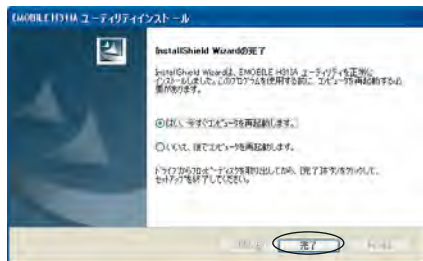 EMOBILE H31IA ユーティリティ インストール
InstallShield Wizardの完了
InstallShield Wizardは、EMOBILE H31IA ユーティリティを正常に
インストールしました。このプログラムを使用する前に、コンピュータを再起動する必
要があります。
はい、今すぐコンピュータを再起動します。
いいえ、後でコンピュータを再起動します。
ドライブからフロッピーディスクを取り出してから、[完了]ボタンをクリックして、
セットアップを終了してください。
完了